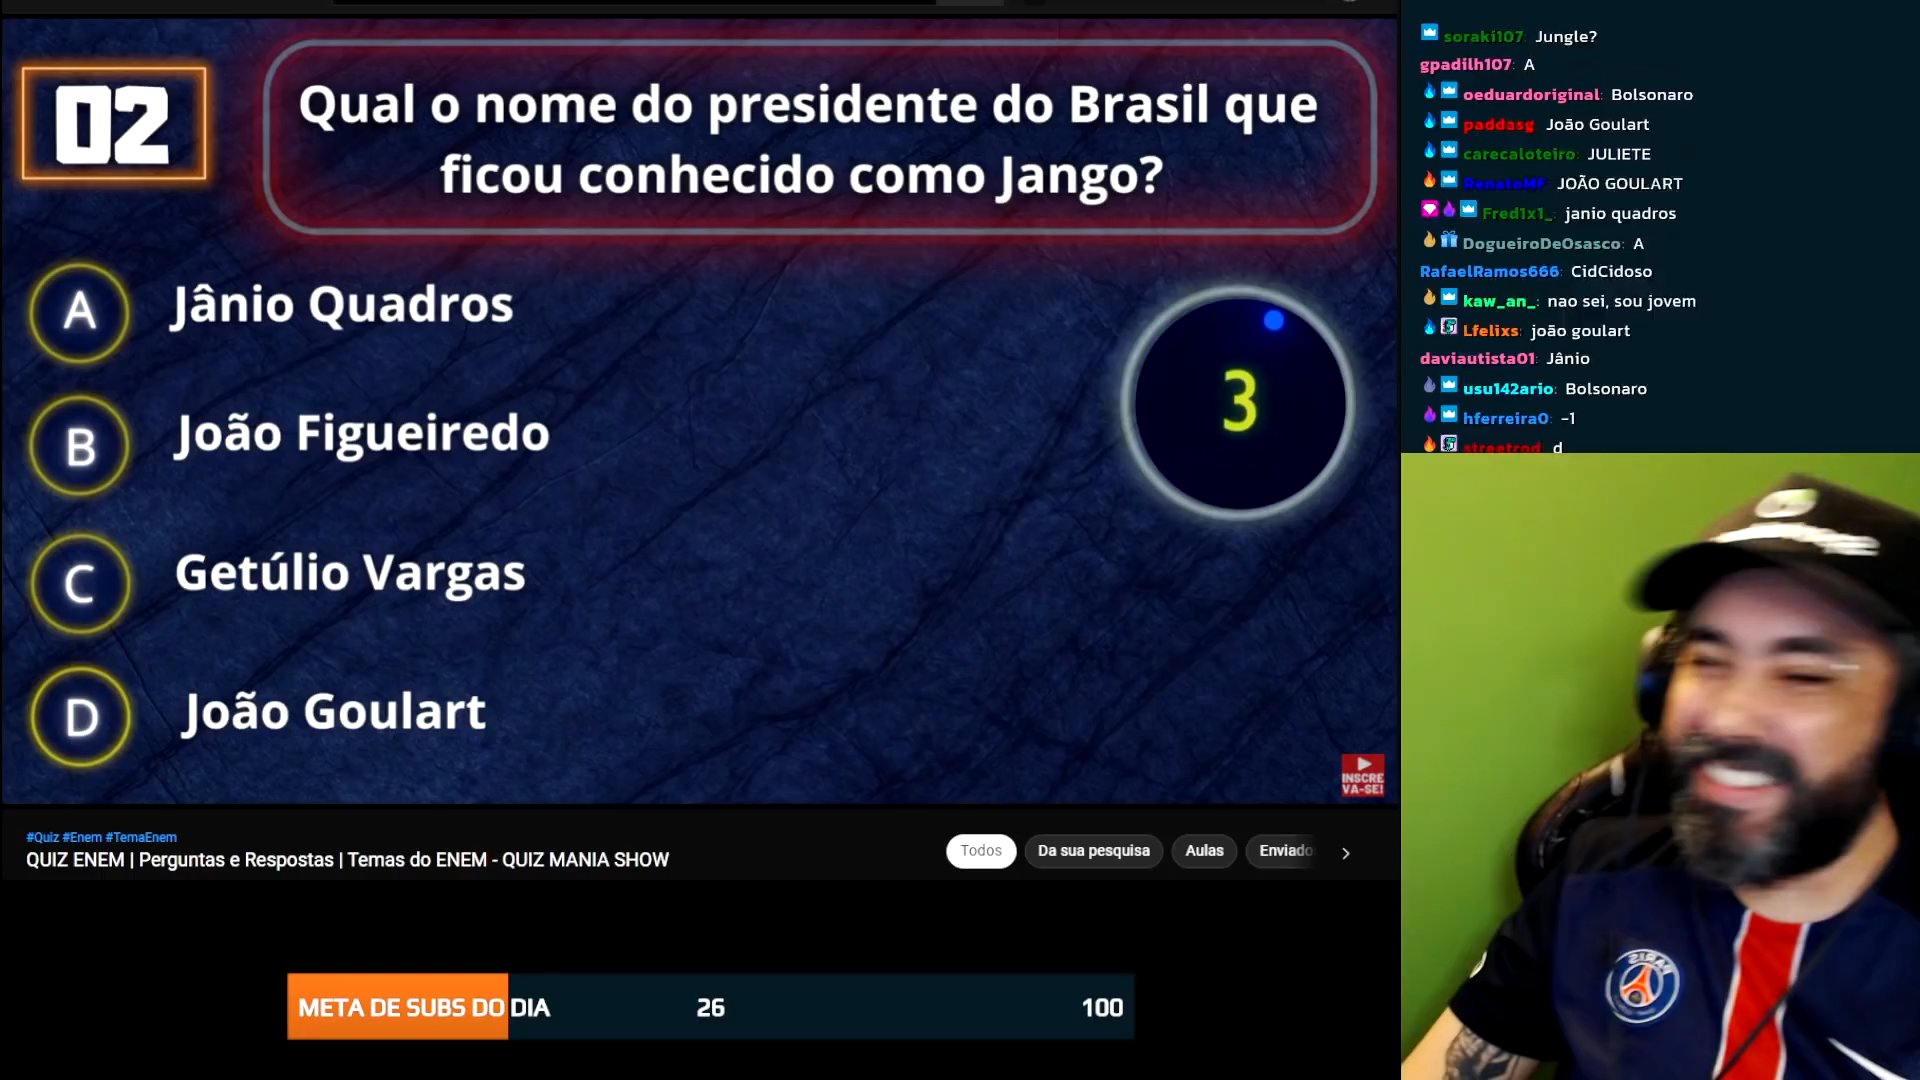 02
Qual o nome do presidente do Brasil que
ficou conhecido como Jango?
A
Jânio Quadros
B
João Figueiredo
C
Getúlio Vargas
D
João Goulart
3
INSCRE
VA-SE!
#Quiz #Enem #TemaEnem
QUIZ ENEM | Perguntas e Respostas | Temas do ENEM - QUIZ MANIA SHOW
Todos
Da sua pesquisa
Aulas
Enviado
META DE SUBS DO DIA
26
100
soraki107: Jungle?
gpadilh107: A
oeduardoriginal: Bolsonaro
paddasg: João Goulart
carecaloteiro: JULIETE
RenatoMF: JOÃO GOULART
Fred1x1_: janio quadros
DogueiroDeOsasco: A
RafaelRamos666: CidCidoso
kaw_an_: nao sei, sou jovem
Lfelixs: joão goulart
daviautista01: Jânio
usu142ario: Bolsonaro
hferreira0: -1
streetrod: d
PARIS